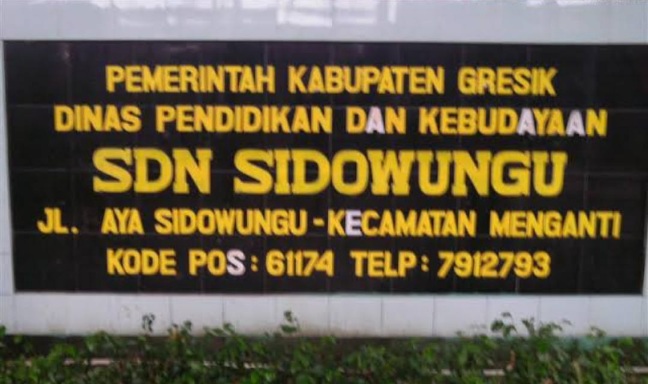 PEMERINTAH KABUPATEN GRESIK
DINAS PENDIDIKAN DAN KEBUDAYAAN
SDN SIDOWUNGU
JL. AYA SIDOWUNGU - KECAMATAN MENGANTI
KODE POS : 61174 TELP : 7912793